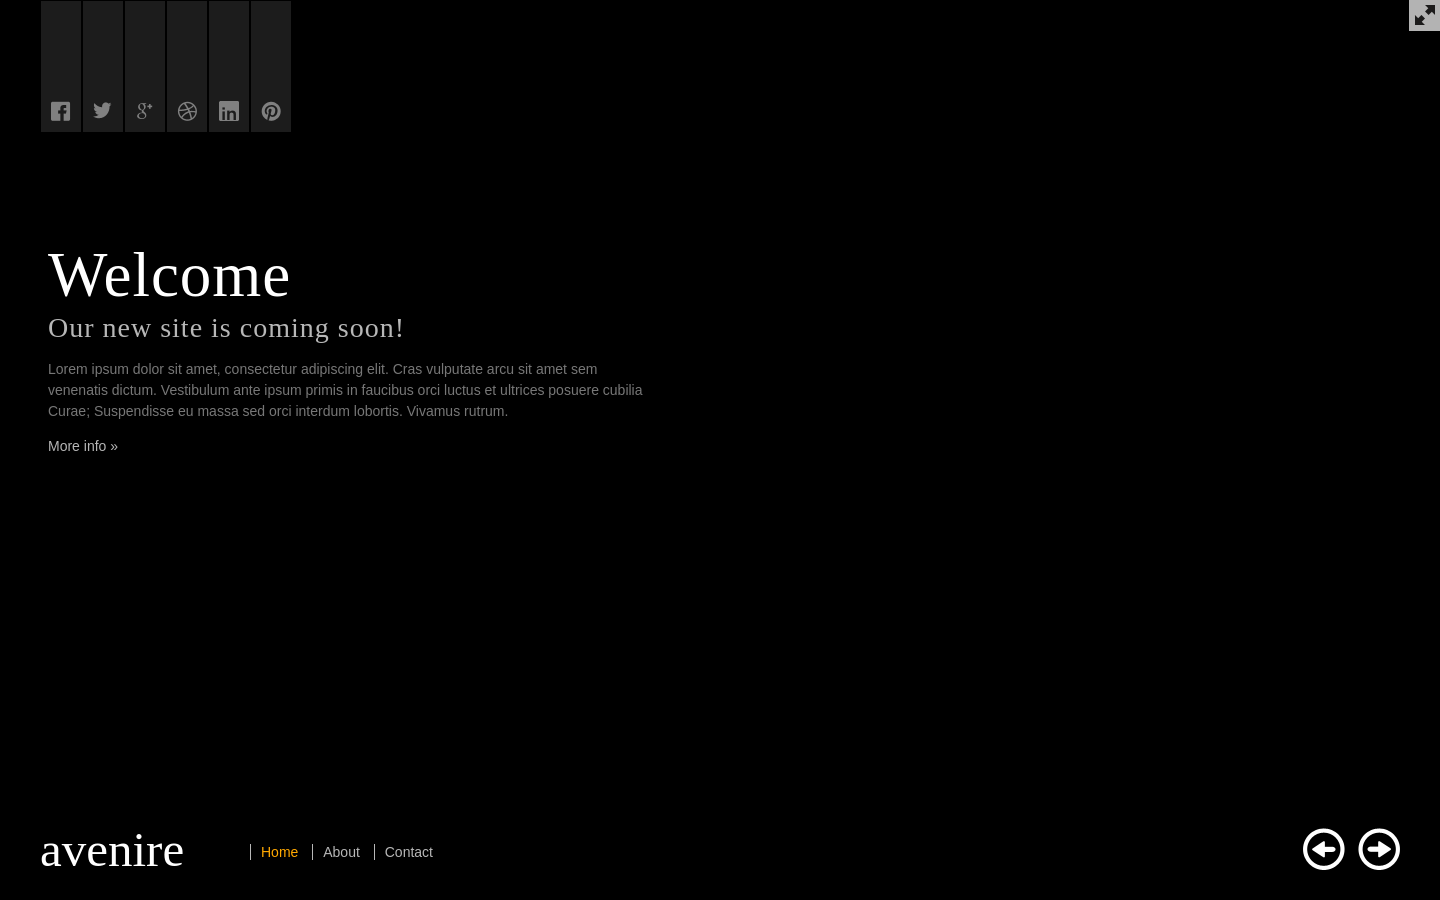 Welcome
Our new site is coming soon!
Lorem ipsum dolor sit amet, consectetur adipiscing elit. Cras vulputate arcu sit amet sem
venenatis dictum. Vestibulum ante ipsum primis in faucibus orci luctus et ultrices posuere cubilia
Curae; Suspendisse eu massa sed orci interdum lobortis. Vivamus rutrum.
More info »
avenire
Home
About
Contact